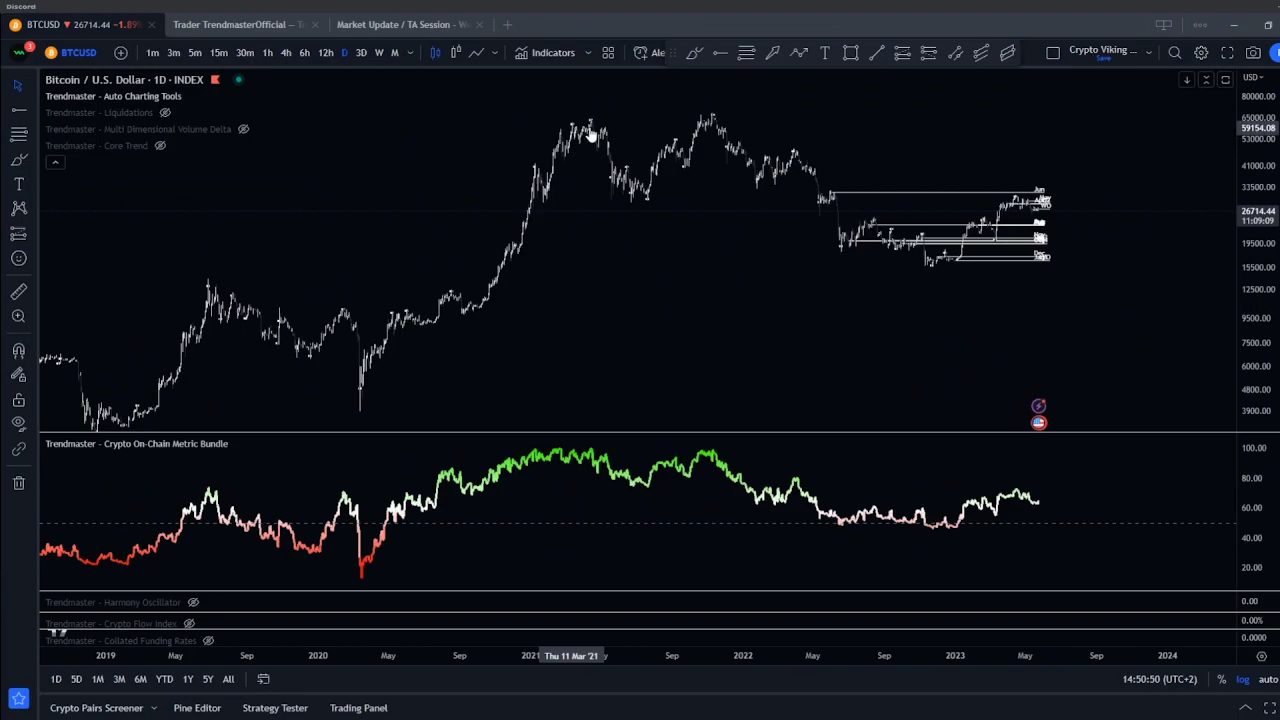 Discord
BTCUSD 26714.44 -1.89%
Trader TrendmasterOfficial
Market Update / TA Session - W
3
BTCUSD
1m 3m 5m 15m 30m 1h 4h 6h 12h D 3D W M
Indicators
Ale
Crypto Viking
Save
Bitcoin / U.S. Dollar · 1D · INDEX
USD
Trendmaster - Auto Charting Tools
Trendmaster - Liquidations
Trendmaster - Multi Dimensional Volume Delta
Trendmaster - Core Trend
80000.00
65000.00
59154.08
53000.00
41000.00
33500.00
26714.44
11:09:09
19500.00
15500.00
12500.00
9500.00
7500.00
6000.00
4800.00
3900.00
Jun
Dec
Trendmaster - Crypto On-Chain Metric Bundle
100.00
80.00
60.00
40.00
20.00
Trendmaster - Harmony Oscillator
0.00
Trendmaster - Crypto Flow Index
0.00%
Trendmaster - Collated Funding Rates
0.0000
2019 May Sep 2020 May Sep 2021 Thu 11 Mar '21 Sep 2022 May Sep 2023 May Sep 2024
1D 5D 1M 3M 6M YTD 1Y 5Y All
14:50:50 (UTC+2) % log auto
Crypto Pairs Screener Pine Editor Strategy Tester Trading Panel